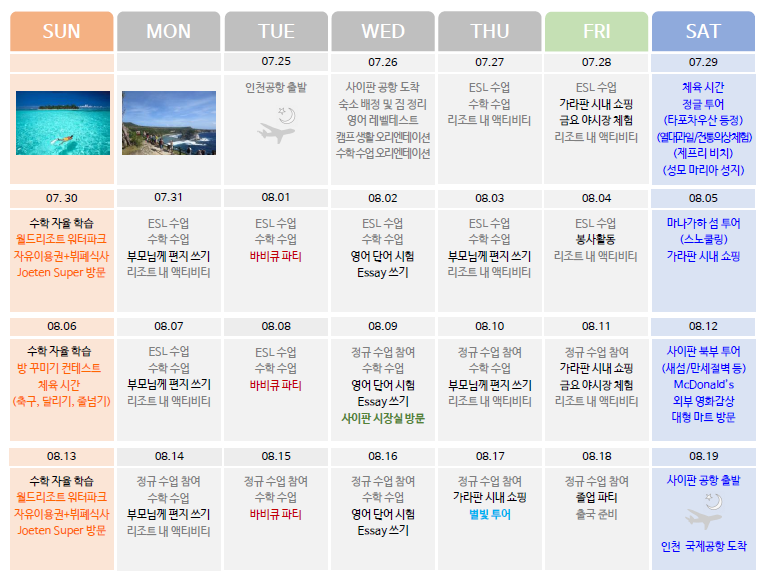 SUN MON TUE WED THU FRI SAT
07.25 07.26 07.27 07.28 07.29
인천공항 출발
사이판 공항 도착
숙소 배정 및 짐 정리
영어 레벨테스트
캠프 생활 오리엔테이션
수학 수업 오리엔테이션
ESL 수업
수학 수업
리조트 내 액티비티
ESL 수업
가라판 시내 쇼핑
금요 야시장 체험
리조트 내 액티비티
체육 시간
정글 투어
(타포차우산 등정)
(열대과일/전통의상체험)
(제프리 비치)
(성모 마리아 성지)
07.30 07.31 08.01 08.02 08.03 08.04 08.05
수학 자율 학습
월드리조트 워터파크
자유이용권+뷔페식사
Joeten Super 방문
ESL 수업
수학 수업
부모님께 편지 쓰기
리조트 내 액티비티
ESL 수업
수학 수업
바비큐 파티
ESL 수업
수학 수업
영어 단어 시험
Essay 쓰기
ESL 수업
수학 수업
부모님께 편지 쓰기
리조트 내 액티비티
ESL 수업
봉사활동
리조트 내 액티비티
마나가하 섬 투어
(스노쿨링)
가라판 시내 쇼핑
08.06 08.07 08.08 08.09 08.10 08.11 08.12
수학 자율 학습
방 꾸미기 컨테스트
체육 시간
(축구, 달리기, 줄넘기)
ESL 수업
수학 수업
부모님께 편지 쓰기
리조트 내 액티비티
ESL 수업
수학 수업
바비큐 파티
정규 수업 참여
수학 수업
영어 단어 시험
Essay 쓰기
사이판 시장실 방문
정규 수업 참여
수학 수업
부모님께 편지 쓰기
리조트 내 액티비티
정규 수업 참여
가라판 시내 쇼핑
금요 야시장 체험
리조트 내 액티비티
사이판 북부 투어
(새섬/만세절벽 등)
McDonald's
외부 영화감상
대형 마트 방문
08.13 08.14 08.15 08.16 08.17 08.18 08.19
수학 자율 학습
월드리조트 워터파크
자유이용권+뷔페식사
Joeten Super 방문
정규 수업 참여
수학 수업
부모님께 편지 쓰기
리조트 내 액티비티
정규 수업 참여
수학 수업
바비큐 파티
정규 수업 참여
수학 수업
영어 단어 시험
Essay 쓰기
정규 수업 참여
가라판 시내 쇼핑
별빛 투어
정규 수업 참여
졸업 파티
출국 준비
사이판 공항 출발
인천 국제공항 도착